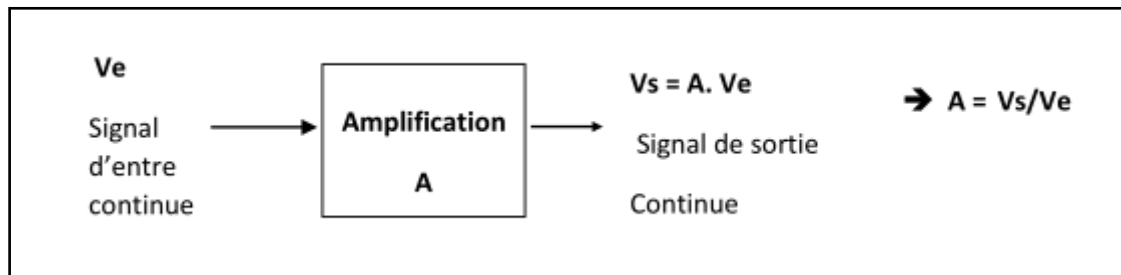 Ve
Signal
d’entre
continue
Amplification
A
Vs = A. Ve
Signal de sortie
Continue
➔ A = Vs/Ve